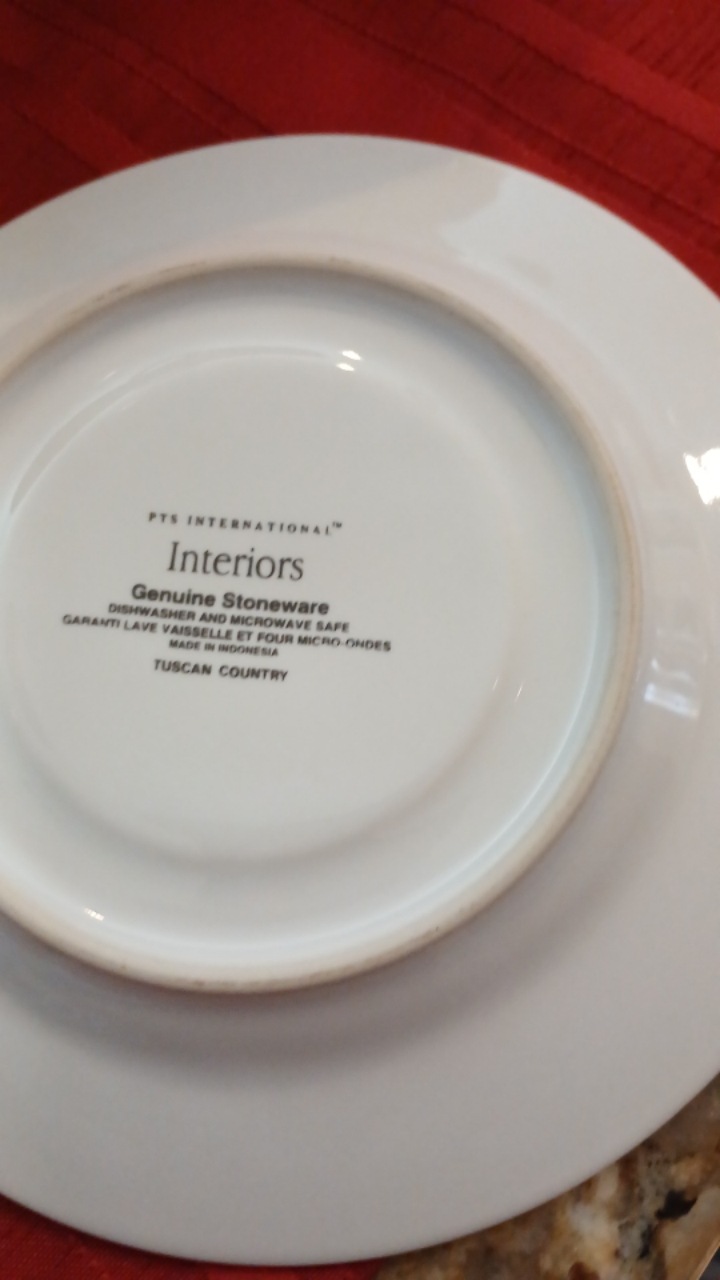 PTS INTERNATIONAL™
Interiors
Genuine Stoneware
DISHWASHER AND MICROWAVE SAFE
GARANTI LAVE VAISSELLE ET FOUR MICRO-ONDES
MADE IN INDONESIA
TUSCAN COUNTRY